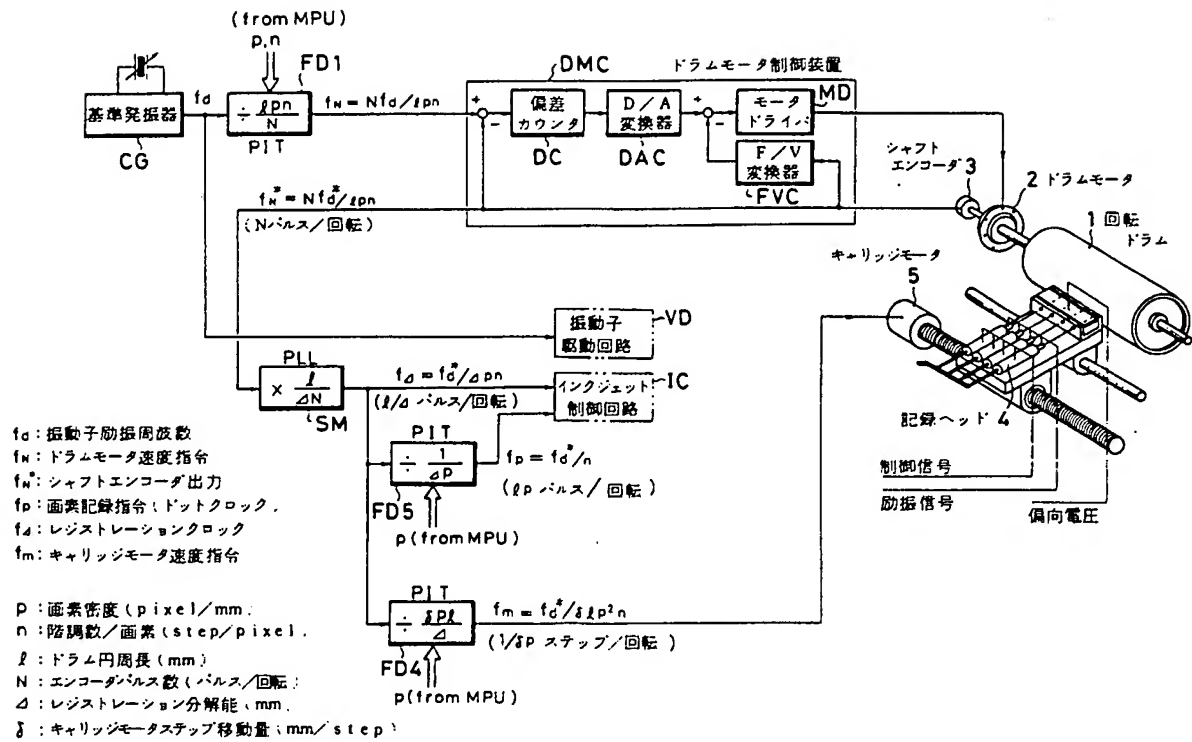 (from MPU)
p,n
FD1
DMC
ドラムモータ制御装置
基準発振器
CG
fd
÷ ℓpn/N
PIT
fN = Nfd/ℓpn
+
-
偏差
カウンタ
DC
D/A
変換器
DAC
+
-
モータ
ドライバ
MD
F/V
変換器
FVC
シャフト
エンコーダ
3
2 ドラムモータ
1 回転
ドラム
fN* = Nfd*/ℓpn
(Nパルス/回転)
キャリッジモータ
5
振動子
駆動回路
VD
PLL
× ℓ/ΔN
SM
fΔ = fd*/Δpn
(ℓ/Δ パルス/回転)
インクジェット
制御回路
IC
PIT
÷ 1/Δp
FD5
p(from MPU)
fp = fd*/n
(ℓp パルス/回転)
記録ヘッド 4
制御信号
励振信号
偏向電圧
PIT
÷ δpℓ/Δ
FD4
p(from MPU)
fm = fd*/δℓp²n
(1/δp ステップ/回転)
fd:振動子励振周波数
fN:ドラムモータ速度指令
fN*:シャフトエンコーダ出力
fp:画素記録指令(ドットクロック)
fΔ:レジストレーションクロック
fm:キャリッジモータ速度指令
p:画素密度(pixel/mm)
n:階調数/画素(step/pixel)
ℓ:ドラム円周長(mm)
N:エンコーダパルス数(パルス/回転)
Δ:レジストレーション分解能(mm)
δ:キャリッジモータステップ移動量(mm/step)